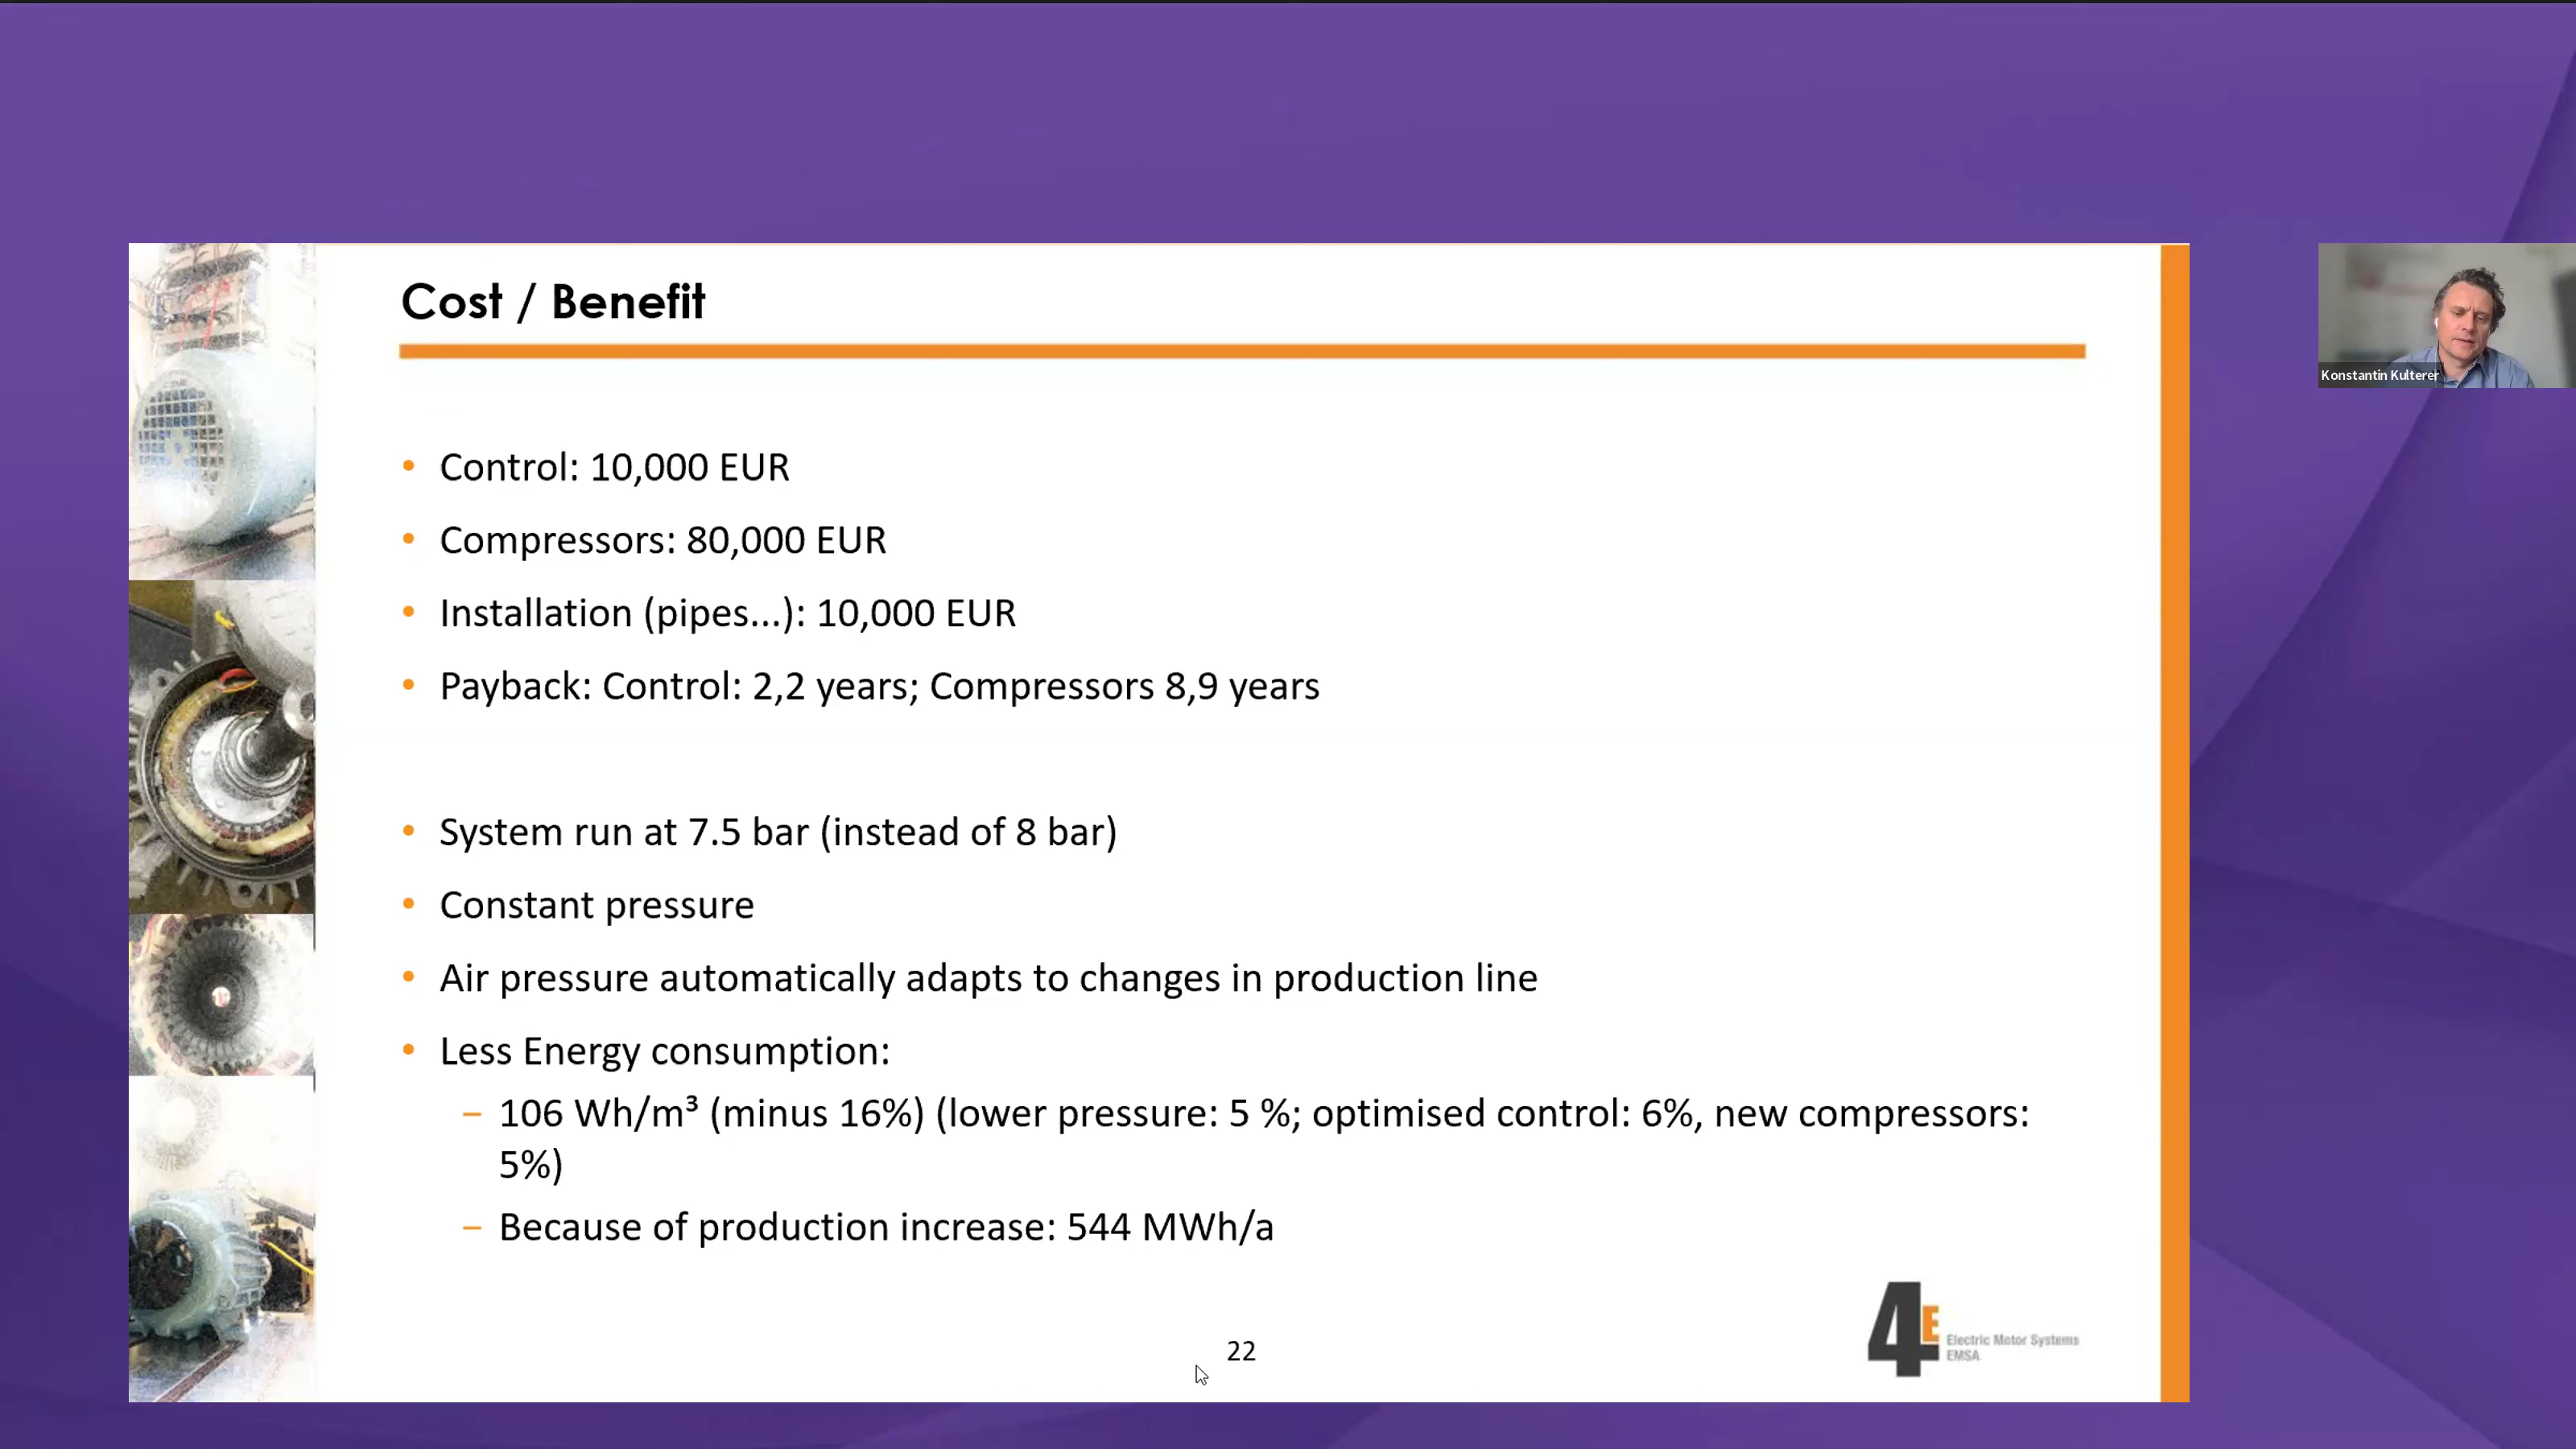 Cost / Benefit
• Control: 10,000 EUR
• Compressors: 80,000 EUR
• Installation (pipes...): 10,000 EUR
• Payback: Control: 2,2 years; Compressors 8,9 years
• System run at 7.5 bar (instead of 8 bar)
• Constant pressure
• Air pressure automatically adapts to changes in production line
• Less Energy consumption:
– 106 Wh/m³ (minus 16%) (lower pressure: 5 %; optimised control: 6%, new compressors:
5%)
– Because of production increase: 544 MWh/a
22
4E
Electric Motor Systems
EMSA
Konstantin Kulterer